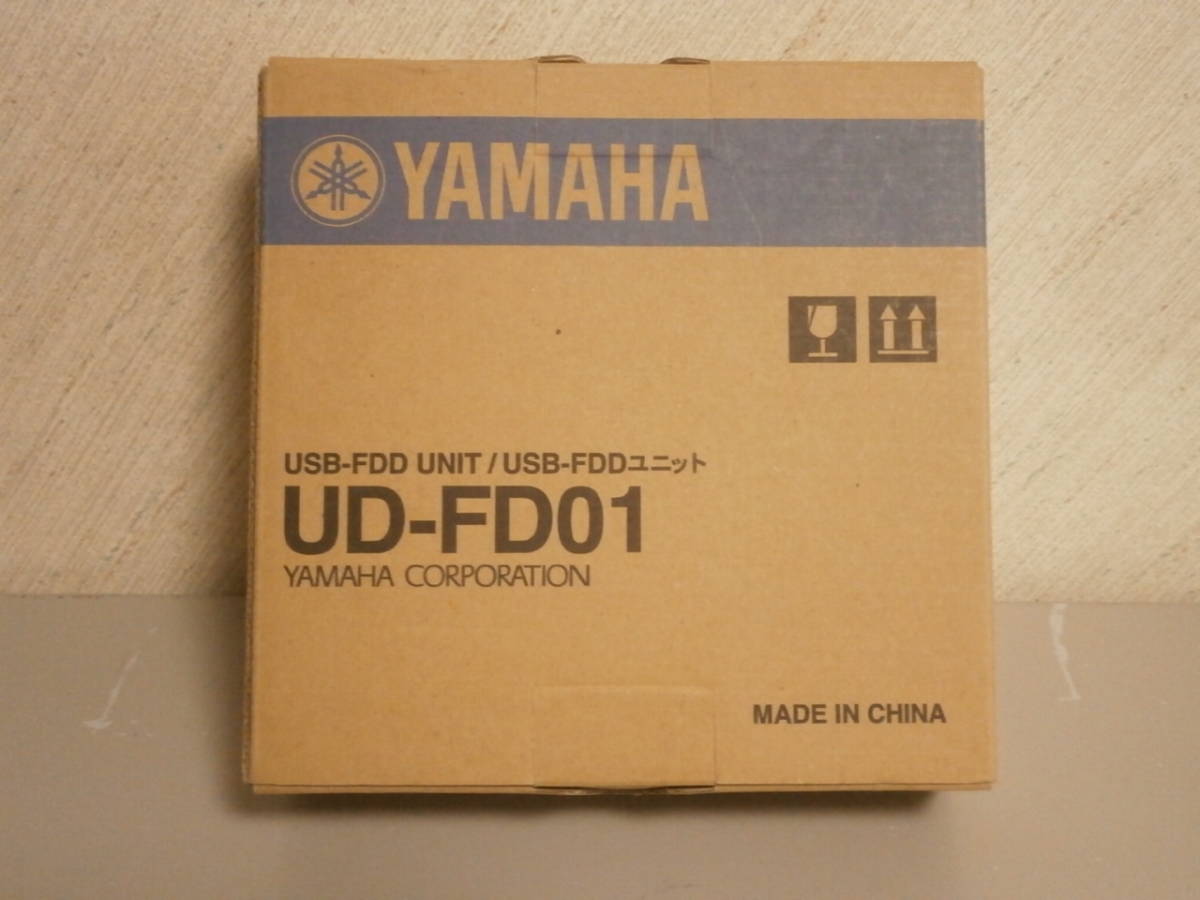 YAMAHA
USB-FDD UNIT / USB-FDDユニット
UD-FD01
YAMAHA CORPORATION
MADE IN CHINA